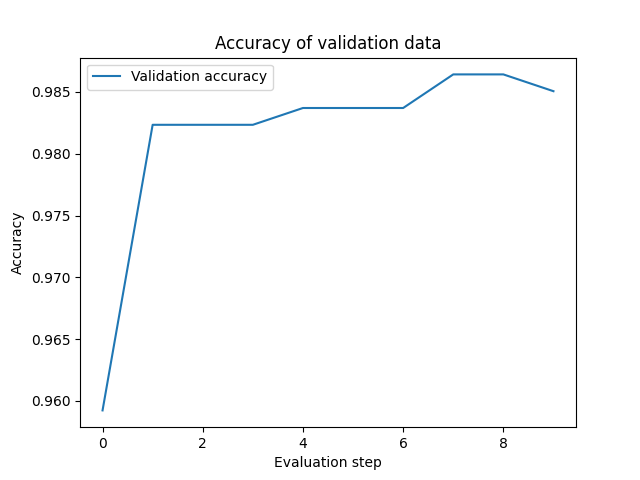 Accuracy of validation data
Validation accuracy
0.985
0.980
0.975
0.970
0.965
0.960
Accuracy
0 2 4 6 8
Evaluation step